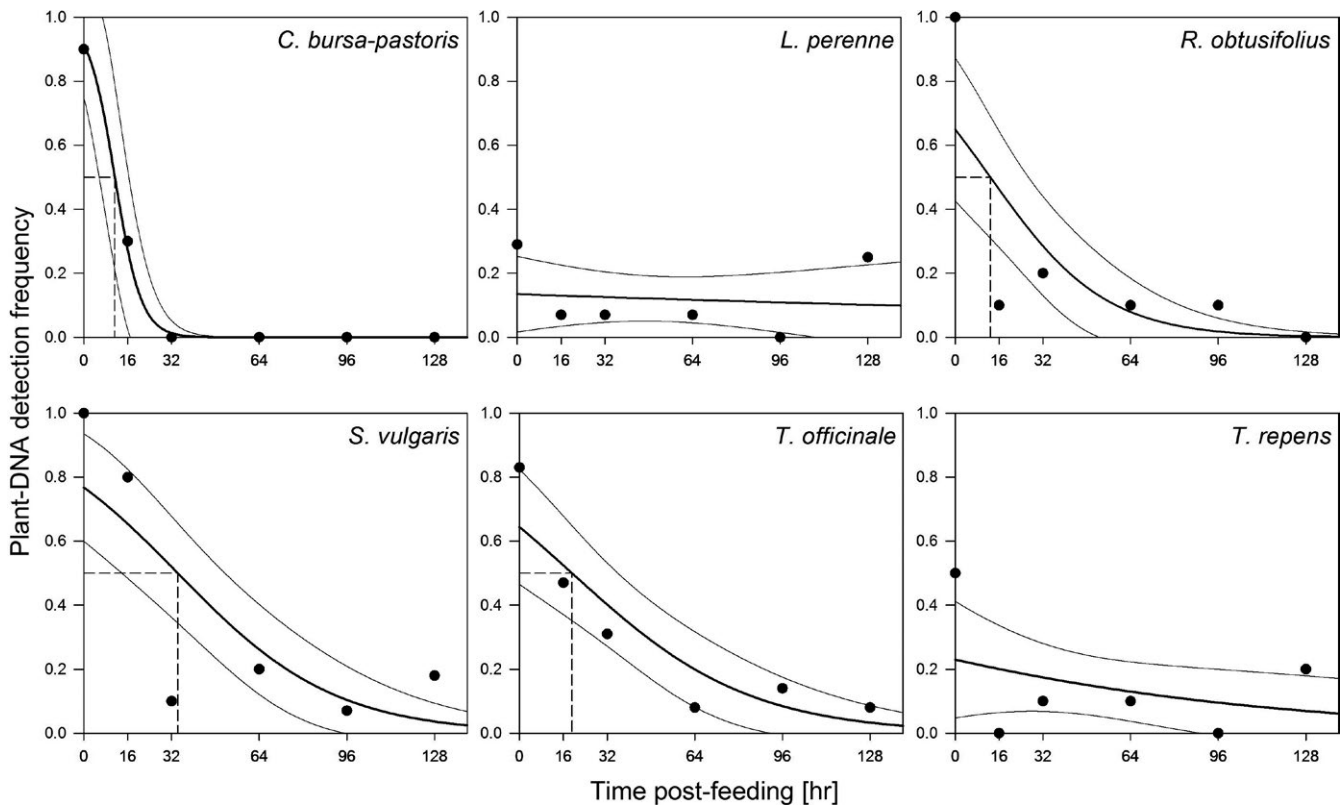 C. bursa-pastoris
L. perenne
R. obtusifolius
1.0 1.0 1.0
0.8 0.8 0.8
0.6 0.6 0.6
0.4 0.4 0.4
0.2 0.2 0.2
0.0 0.0 0.0
0 16 32 64 96 128
0 16 32 64 96 128
0 16 32 64 96 128
Plant-DNA detection frequency
S. vulgaris
T. officinale
T. repens
1.0 1.0 1.0
0.8 0.8 0.8
0.6 0.6 0.6
0.4 0.4 0.4
0.2 0.2 0.2
0.0 0.0 0.0
0 16 32 64 96 128
0 16 32 64 96 128
0 16 32 64 96 128
Time post-feeding [hr]